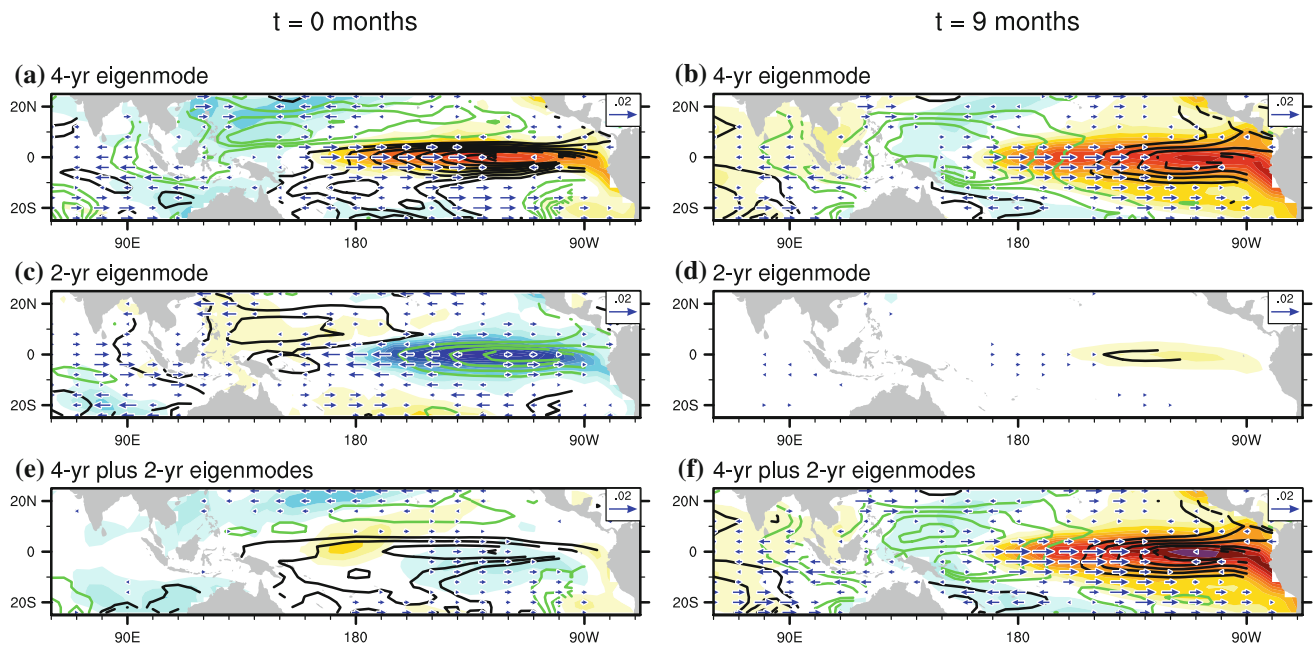 t = 0 months
t = 9 months
(a) 4-yr eigenmode
(b) 4-yr eigenmode
.02
.02
20N
0
20S
90E
180
90W
20N
0
20S
90E
180
90W
(c) 2-yr eigenmode
(d) 2-yr eigenmode
.02
.02
20N
0
20S
90E
180
90W
20N
0
20S
90E
180
90W
(e) 4-yr plus 2-yr eigenmodes
(f) 4-yr plus 2-yr eigenmodes
.02
.02
20N
0
20S
90E
180
90W
20N
0
20S
90E
180
90W